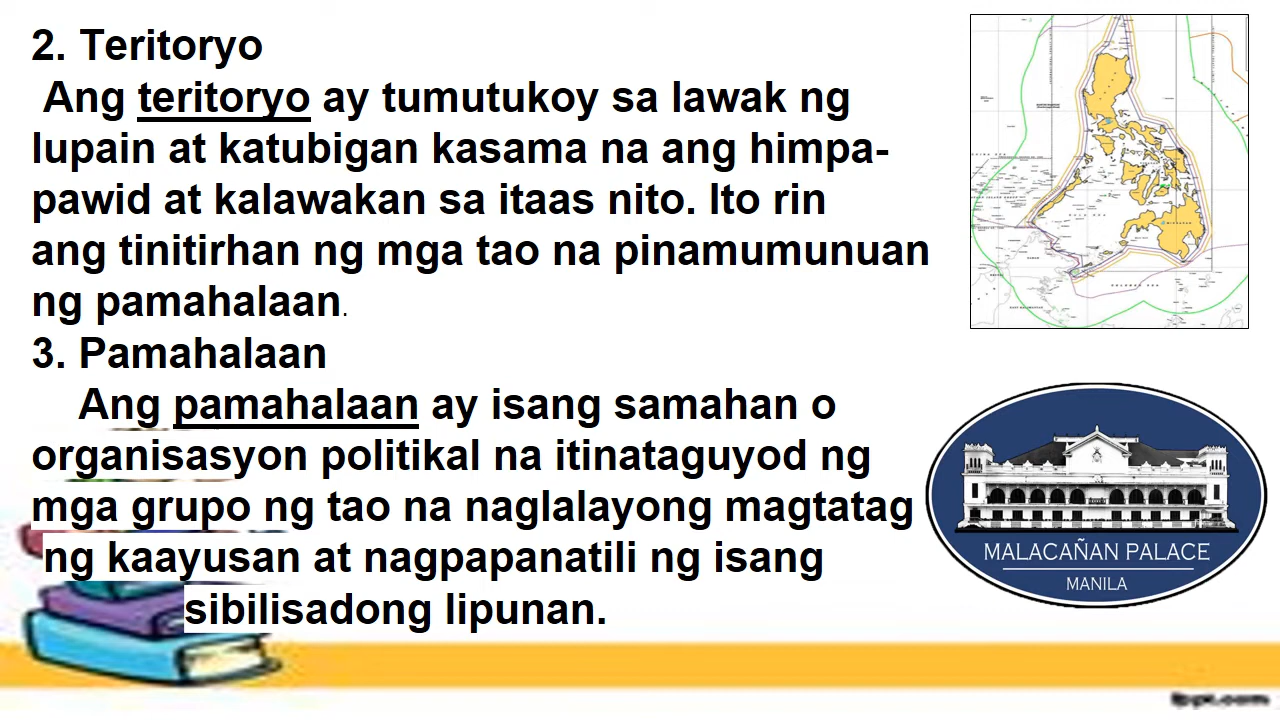 2. Teritoryo
Ang teritoryo ay tumutukoy sa lawak ng
lupain at katubigan kasama na ang himpa-
pawid at kalawakan sa itaas nito. Ito rin
ang tinitirhan ng mga tao na pinamumunuan
ng pamahalaan.
3. Pamahalaan
Ang pamahalaan ay isang samahan o
organisasyon politikal na itinataguyod ng
mga grupo ng tao na naglalayong magtatag
ng kaayusan at nagpapanatili ng isang
sibilisadong lipunan.
MALACAÑAN PALACE
MANILA